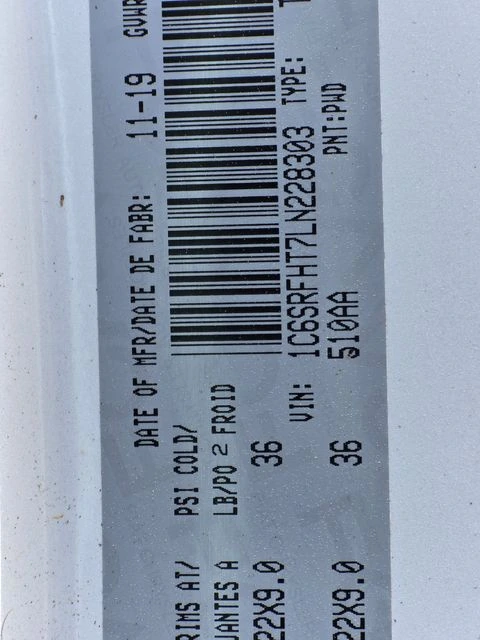 DATE OF MFR/DATE DE FABR: 11-19 GVWR
RIMS AT/ PSI COLD/
JANTES A LB/PO 2 FROID
22X9.0 36
VIN: 1C6SRFHT7LN228303 TYPE:
510AA PNT:PWD
22X9.0 36